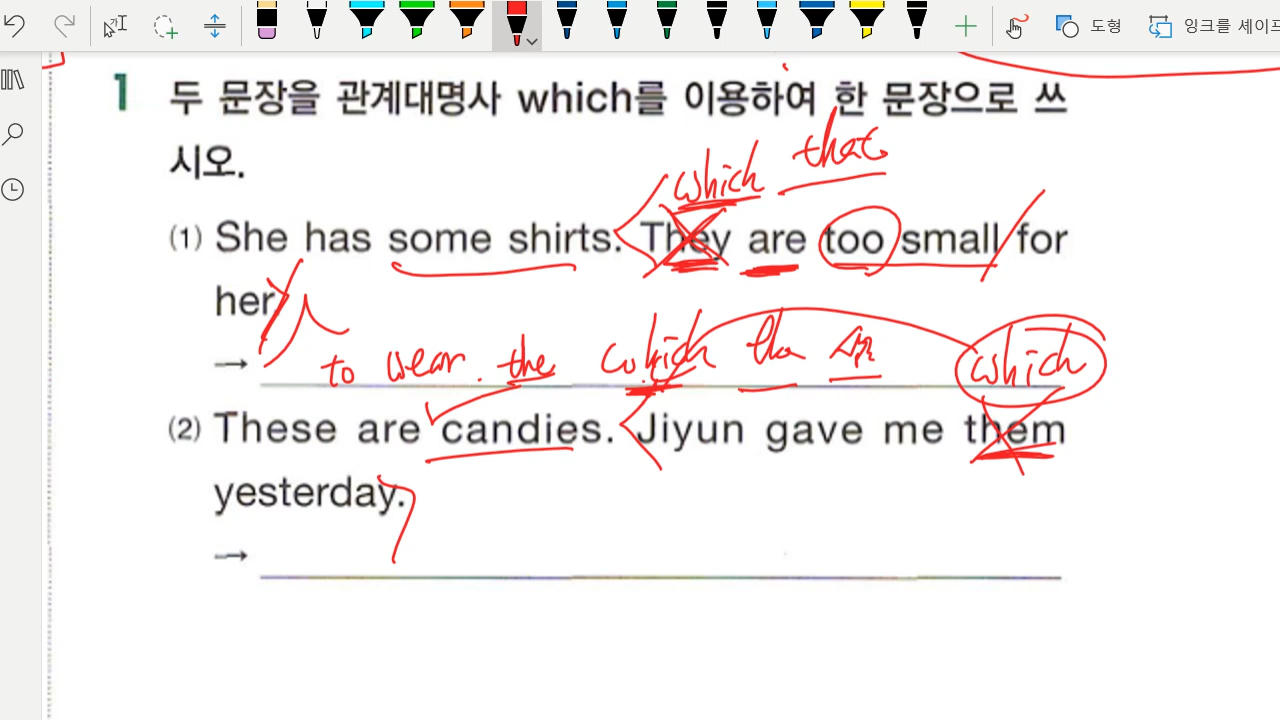 도형
잉크를 셰이프
1 두 문장을 관계대명사 which를 이용하여 한 문장으로 쓰
시오.
which that
(1) She has some shirts. They are too small for
her.
→ to wear. the which
which
(2) These are candies. Jiyun gave me them
yesterday.
→